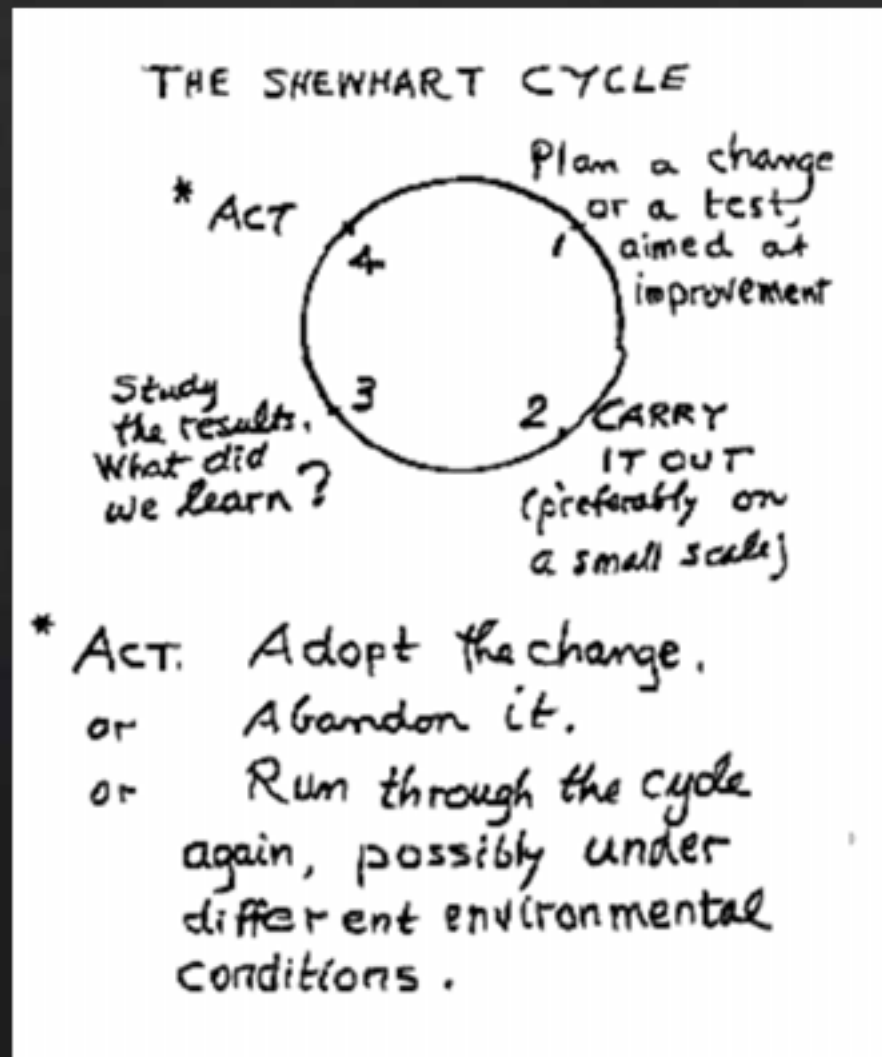 THE SHEWHART CYCLE
* ACT
4
Plan a change
or a test,
aimed at
improvement
1
Study
the results.
What did
we learn?
3
2
CARRY
IT OUT
(preferably on
a small scale)
* ACT. Adopt the change.
or Abandon it.
or Run through the cycle
again, possibly under
different environmental
conditions.